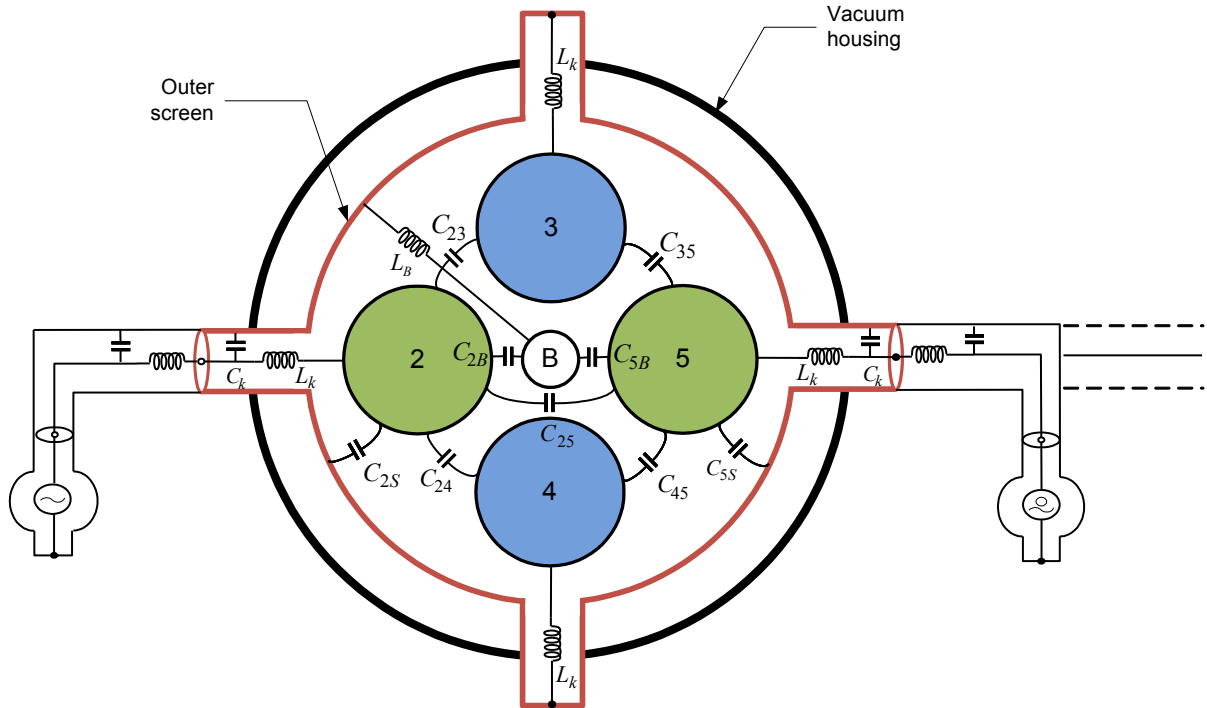 Vacuum
housing
Outer
screen
L_k
3
C_23
C_35
L_B
2
C_2B
B
C_5B
5
C_k
L_k
L_k
C_k
C_25
C_2S
C_24
4
C_45
C_5S
L_k